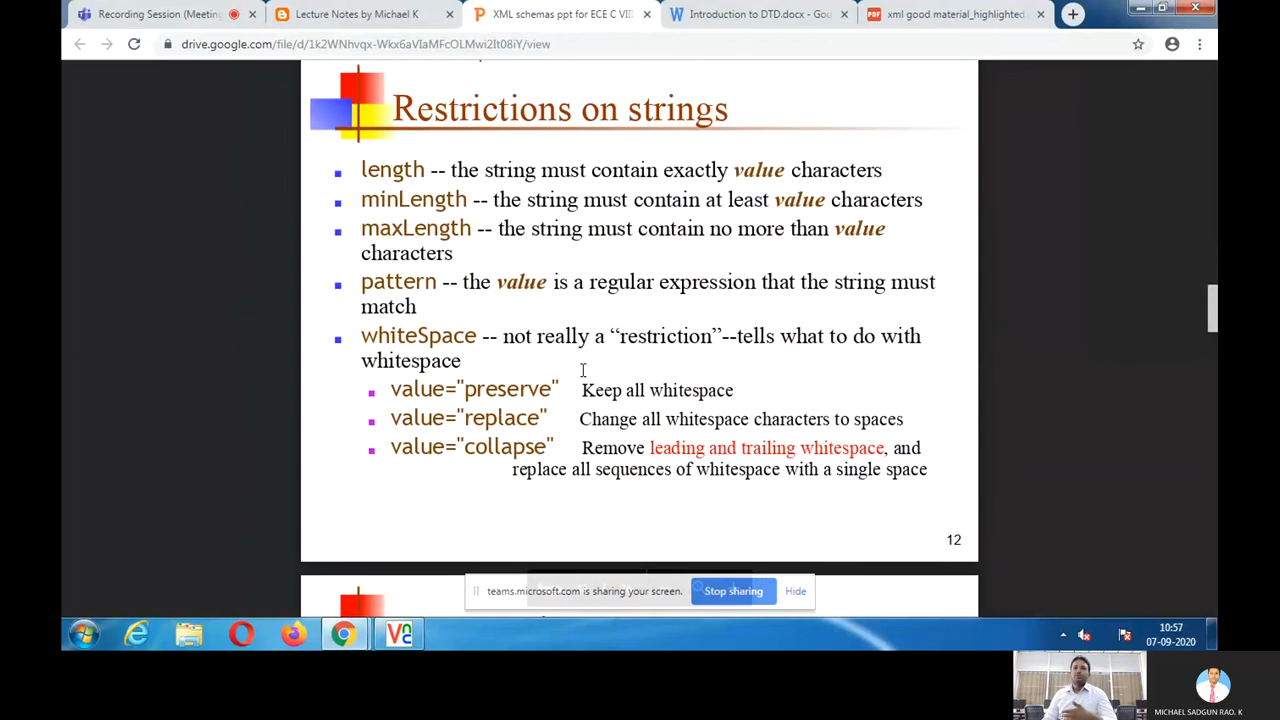 Recording Session (Meeting
Lecture Notes by Michael K
XML schemas ppt for ECE C VIII
Introduction to DTD.docx - Goo
xml good material_highlighted.
drive.google.com/file/d/1k2WNhvqx-Wkx6aVIaMFcOLMwi2It08iY/view
Restrictions on strings
length -- the string must contain exactly value characters
minLength -- the string must contain at least value characters
maxLength -- the string must contain no more than value
characters
pattern -- the value is a regular expression that the string must
match
whiteSpace -- not really a “restriction”--tells what to do with
whitespace
value="preserve" Keep all whitespace
value="replace" Change all whitespace characters to spaces
value="collapse" Remove leading and trailing whitespace, and
replace all sequences of whitespace with a single space
12
teams.microsoft.com is sharing your screen.
Stop sharing
Hide
10:57
07-09-2020
MICHAEL SADGUN RAO. K